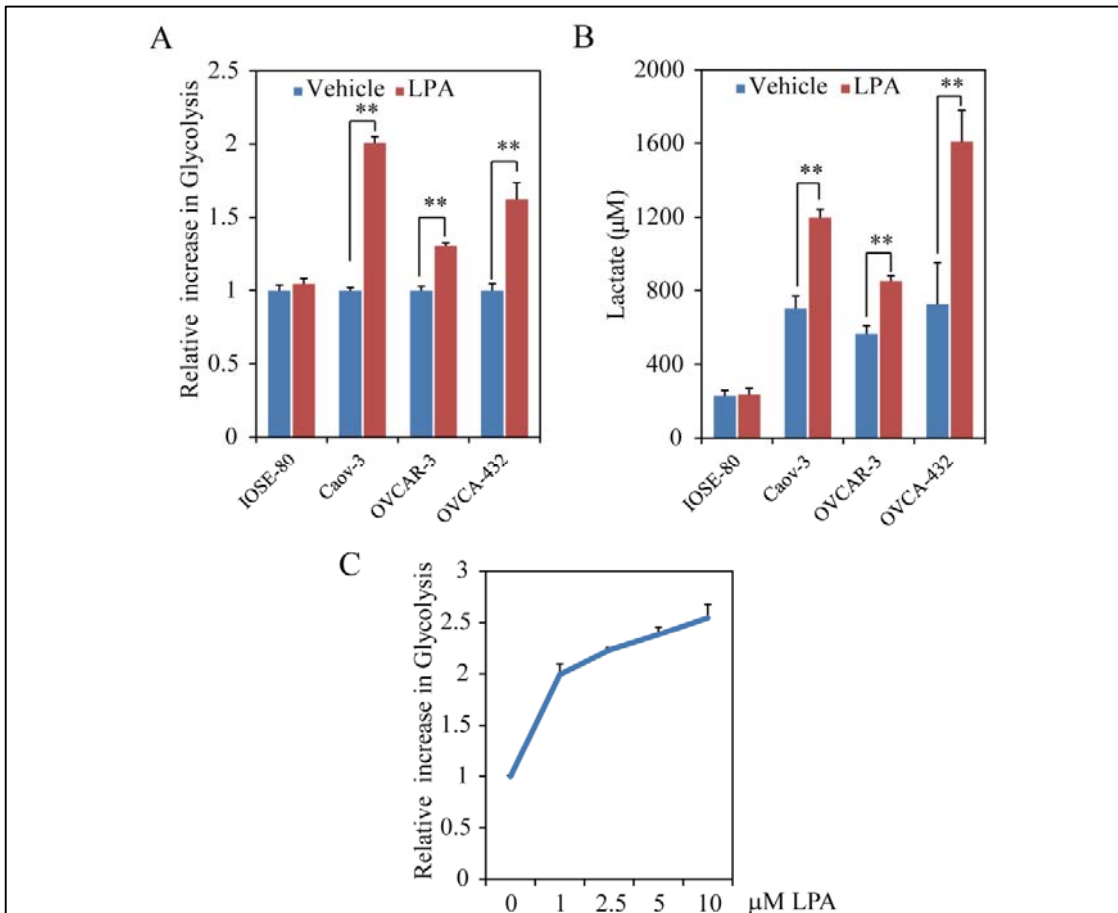 A
Relative increase in Glycolysis
2.5
2
1.5
1
0.5
0
Vehicle LPA
**
**
**
IOSE-80
Caov-3
OVCAR-3
OVCA-432
B
Lactate (µM)
2000
1600
1200
800
400
0
Vehicle LPA
**
**
**
IOSE-80
Caov-3
OVCAR-3
OVCA-432
C
Relative increase in Glycolysis
3
2.5
2
1.5
1
0.5
0
0 1 2.5 5 10 µM LPA